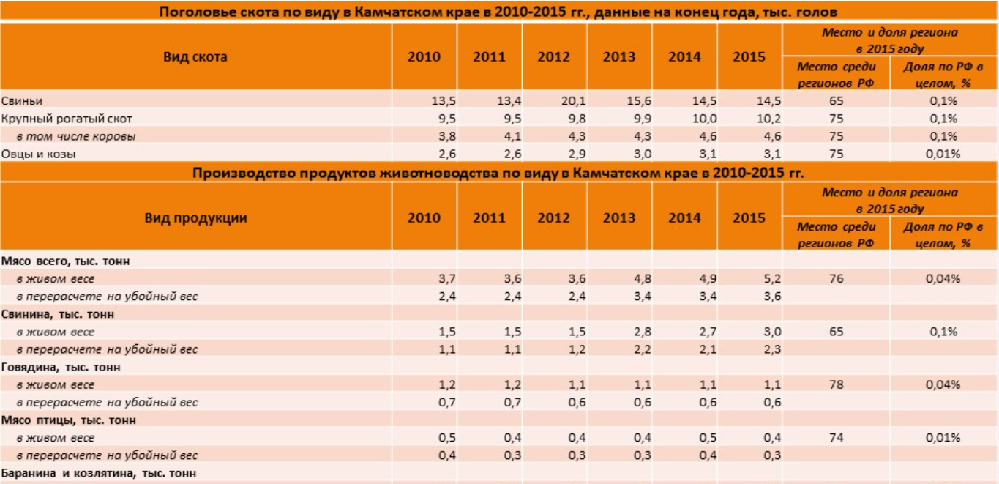 Поголовье скота по виду в Камчатском крае в 2010-2015 гг., данные на конец года, тыс. голов
Вид скота 2010 2011 2012 2013 2014 2015 Место и доля региона
в 2015 году
Место среди регионов РФ Доля по РФ в целом, %
Свиньи 13,5 13,4 20,1 15,6 14,5 14,5 65 0,1%
Крупный рогатый скот 9,5 9,5 9,8 9,9 10,0 10,2 75 0,1%
в том числе коровы 3,8 4,1 4,3 4,3 4,6 4,6 75 0,1%
Овцы и козы 2,6 2,6 2,9 3,0 3,1 3,1 75 0,01%
Производство продуктов животноводства по виду в Камчатском крае в 2010-2015 гг.
Вид продукции 2010 2011 2012 2013 2014 2015 Место и доля региона
в 2015 году
Место среди регионов РФ Доля по РФ в целом, %
Мясо всего, тыс. тонн
в живом весе 3,7 3,6 3,6 4,8 4,9 5,2 76 0,04%
в перерасчете на убойный вес 2,4 2,4 2,4 3,4 3,4 3,6
Свинина, тыс. тонн
в живом весе 1,5 1,5 1,5 2,8 2,7 3,0 65 0,1%
в перерасчете на убойный вес 1,1 1,1 1,2 2,2 2,1 2,3
Говядина, тыс. тонн
в живом весе 1,2 1,2 1,1 1,1 1,1 1,1 78 0,04%
в перерасчете на убойный вес 0,7 0,7 0,6 0,6 0,6 0,6
Мясо птицы, тыс. тонн
в живом весе 0,5 0,4 0,4 0,4 0,5 0,4 74 0,01%
в перерасчете на убойный вес 0,4 0,3 0,3 0,3 0,4 0,3
Баранина и козлятина, тыс. тонн